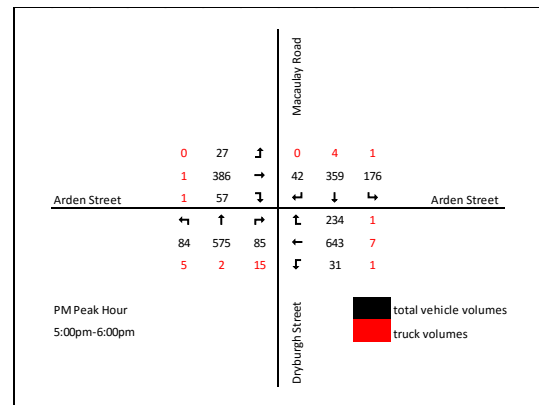 Macaulay Road
0 27 0 4 1
1 386 42 359 176
1 57
Arden Street Arden Street
234 1
84 575 85 643 7
5 2 15 31 1
PM Peak Hour
5:00pm-6:00pm
Dryburgh Street
total vehicle volumes
truck volumes